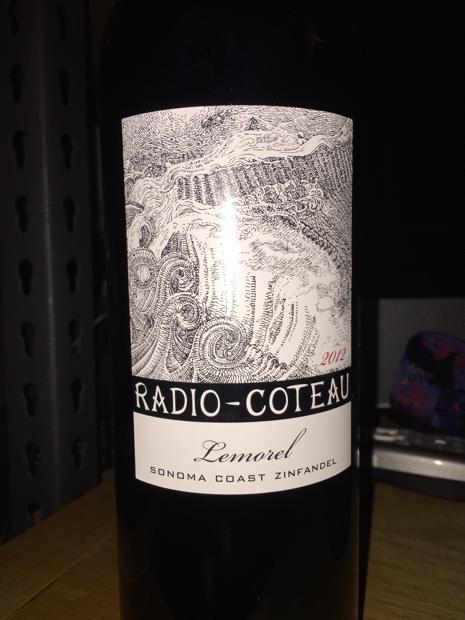 2012
RADIO-COTEAU
Lemorel
SONOMA COAST ZINFANDEL